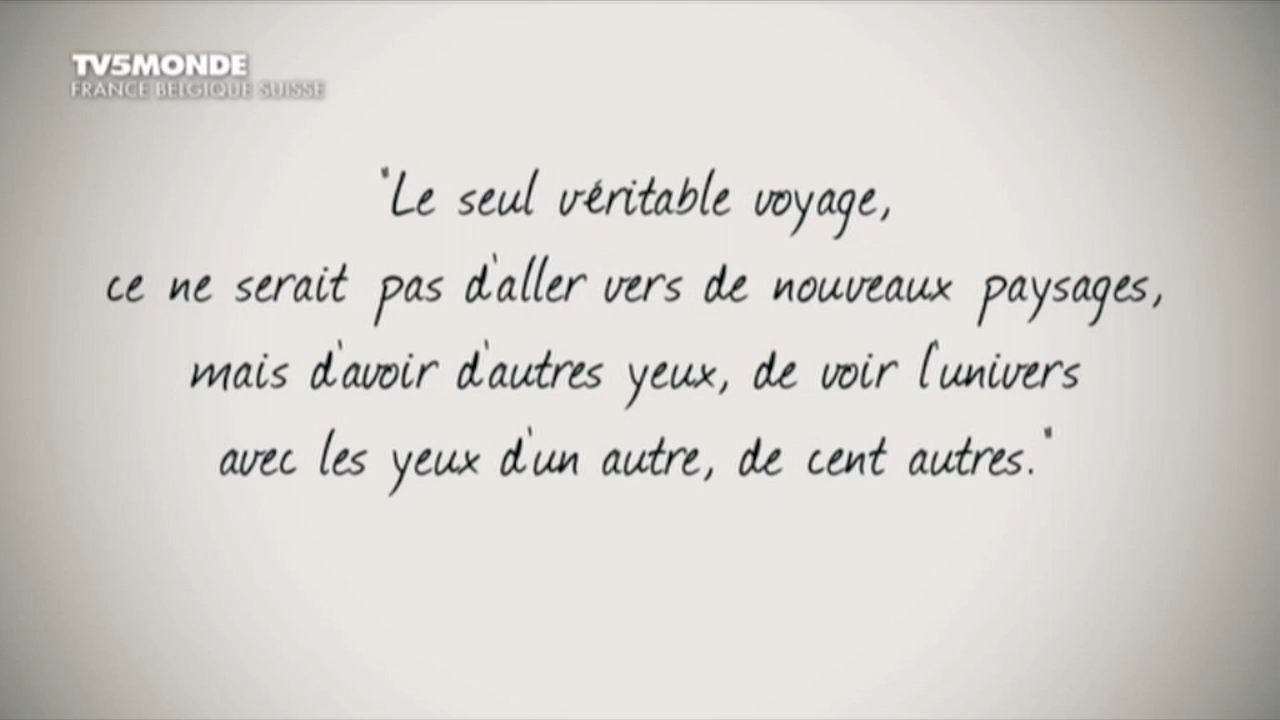 TV5MONDE
FRANCE BELGIQUE SUISSE
"Le seul véritable voyage,
ce ne serait pas d'aller vers de nouveaux paysages,
mais d'avoir d'autres yeux, de voir l'univers
avec les yeux d'un autre, de cent autres."